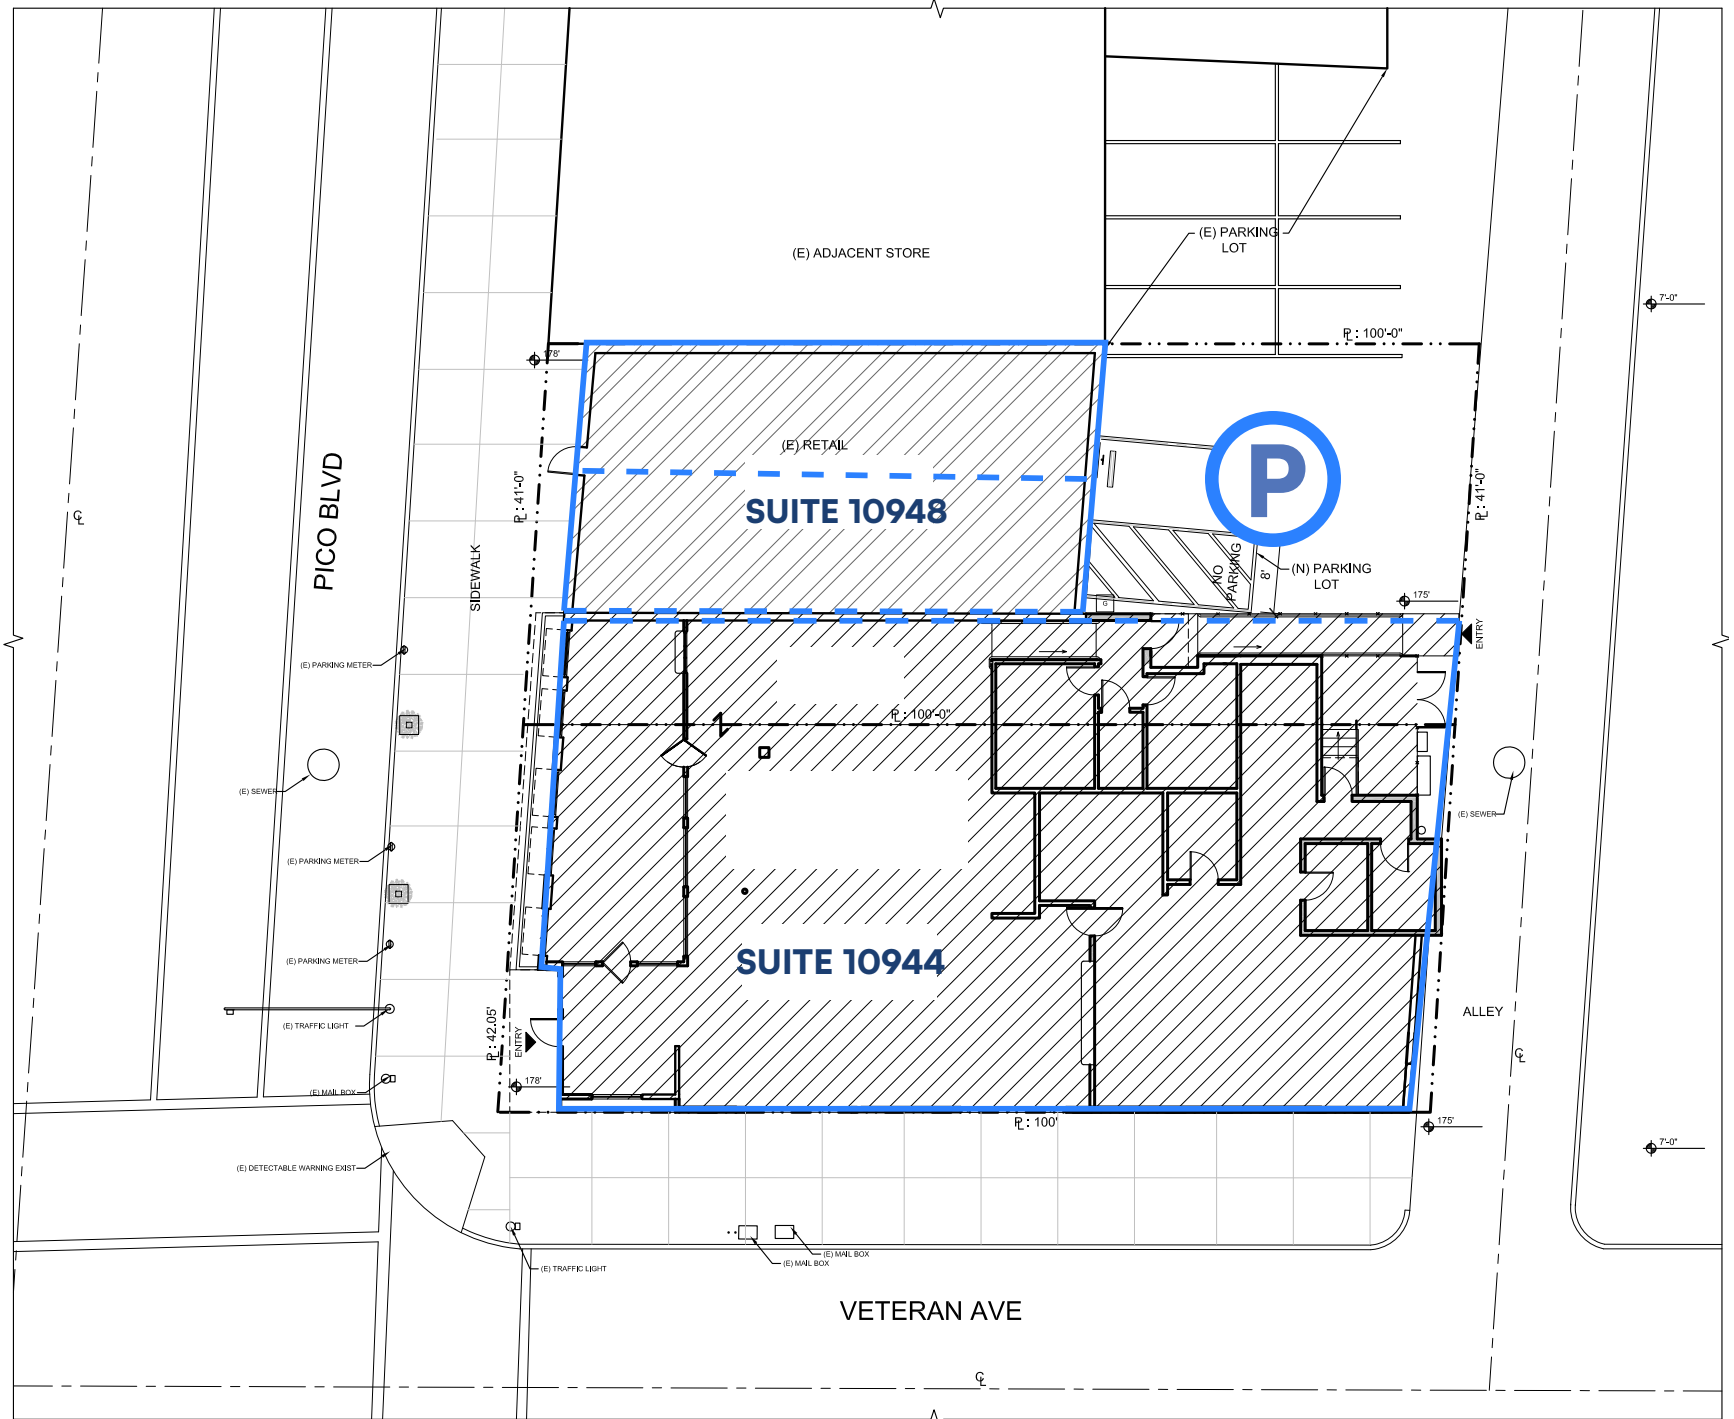 (E) ADJACENT STORE
(E) PARKING
LOT
7'-0"
PL : 100'-0"
178'
(E) RETAIL
PL : 41'-0"
PL : 41'-0"
P
SUITE 10948
CL
PICO BLVD
SIDEWALK
NO
PARKING
8'
(N) PARKING
LOT
175'
G
ENTRY
(E) PARKING METER
PL : 100'-0"
(E) SEWER
(E) SEWER
(E) PARKING METER
(E) PARKING METER
SUITE 10944
(E) TRAFFIC LIGHT
PL : 42.05'
ENTRY
ALLEY
CL
178'
(E) MAIL BOX
PL : 100'
175'
7'-0"
(E) DETECTABLE WARNING EXIST
(E) TRAFFIC LIGHT
(E) MAIL BOX
(E) MAIL BOX
VETERAN AVE
CL